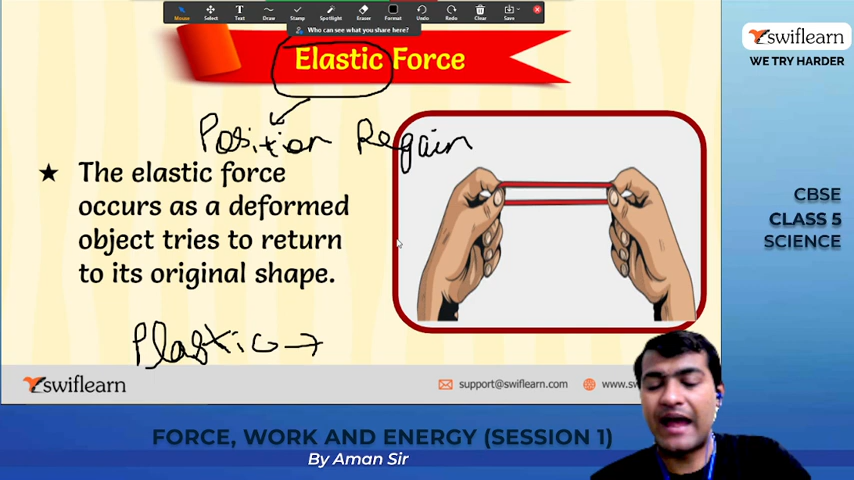 Mouse Select Text Draw Stamp Spotlight Eraser Format Undo Redo Clear Save
Who can see what you share here?
swiflearn
WE TRY HARDER
Elastic Force
Position Regain
★ The elastic force
occurs as a deformed
object tries to return
to its original shape.
CBSE
CLASS 5
SCIENCE
Plastic →
swiflearn
support@swiflearn.com
FORCE, WORK AND ENERGY (SESSION 1)
By Aman Sir